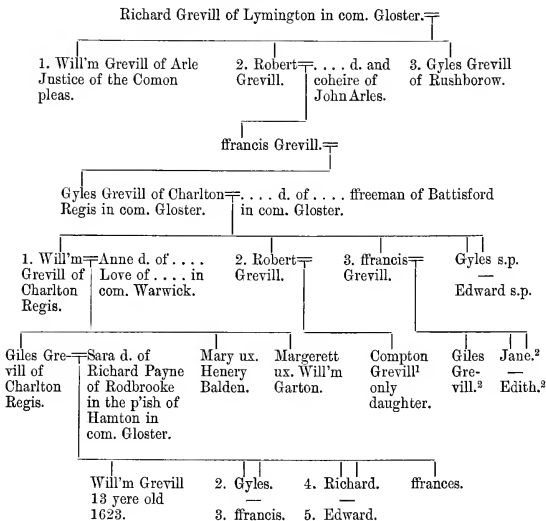 Richard Grevill of Lymington in com. Gloster.
1. Will'm Grevill of Arle
Justice of the Comon
pleas.
2. Robert
Grevill.
. . . . d. and
coheire of
John Arles.
3. Gyles Grevill
of Rushborow.
ffrancis Grevill.
Gyles Grevill of Charlton
Regis in com. Gloster.
. . . . d. of . . . . ffreeman of Battisford
in com. Gloster.
1. Will'm
Grevill of
Charlton
Regis.
Anne d. of . . . .
Love of . . . . in
com. Warwick.
2. Robert
Grevill.
3. ffrancis
Grevill.
Gyles s.p.
—
Edward s.p.
Giles Gre-
vill of
Charlton
Regis.
Sara d. of
Richard Payne
of Rodbrooke
in the p'ish of
Hamton in
com. Gloster.
Mary ux.
Henery
Balden.
Margerett
ux. Will'm
Garton.
Compton
Grevill¹
only
daughter.
Giles
Gre-
vill.²
Jane.²
—
Edith.²
Will'm Grevill
13 yere old
1623.
2. Gyles.
—
3. ffrancis.
4. Richard.
—
5. Edward.
ffrances.